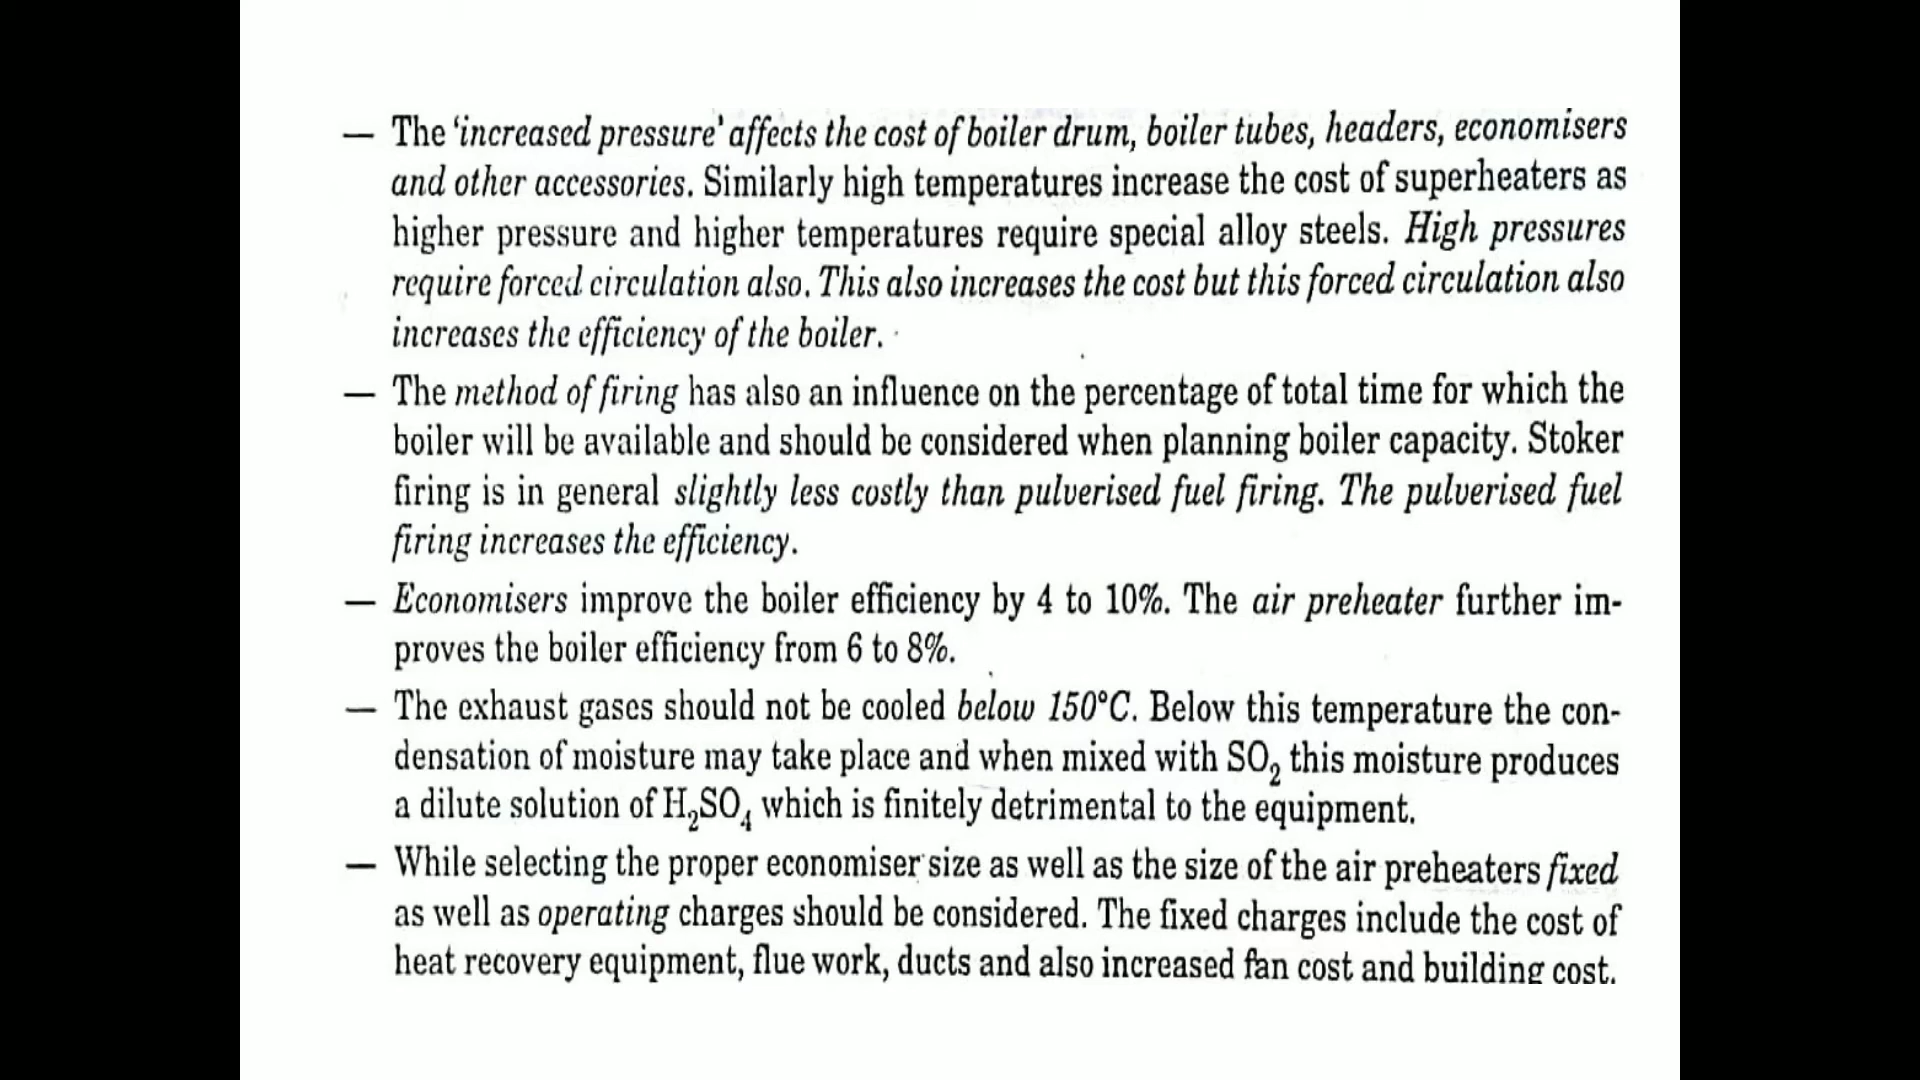 — The ‘increased pressure’ affects the cost of boiler drum, boiler tubes, headers, economisers
and other accessories. Similarly high temperatures increase the cost of superheaters as
higher pressure and higher temperatures require special alloy steels. High pressures
require forced circulation also. This also increases the cost but this forced circulation also
increases the efficiency of the boiler.
— The method of firing has also an influence on the percentage of total time for which the
boiler will be available and should be considered when planning boiler capacity. Stoker
firing is in general slightly less costly than pulverised fuel firing. The pulverised fuel
firing increases the efficiency.
— Economisers improve the boiler efficiency by 4 to 10%. The air preheater further im-
proves the boiler efficiency from 6 to 8%.
— The exhaust gases should not be cooled below 150°C. Below this temperature the con-
densation of moisture may take place and when mixed with SO₂ this moisture produces
a dilute solution of H₂SO₄ which is finitely detrimental to the equipment.
— While selecting the proper economiser size as well as the size of the air preheaters fixed
as well as operating charges should be considered. The fixed charges include the cost of
heat recovery equipment, flue work, ducts and also increased fan cost and building cost.